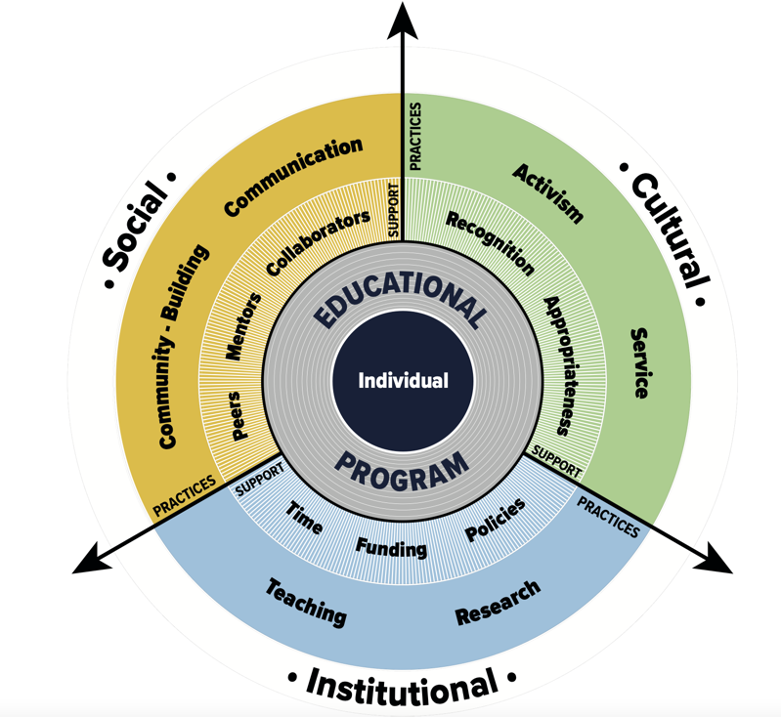 • Social •
• Cultural •
• Institutional •
PRACTICES
Communication
Community - Building
PRACTICES
SUPPORT
Collaborators
Mentors
Peers
SUPPORT
Activism
Service
PRACTICES
Recognition
Appropriateness
SUPPORT
Time
Funding
Policies
Teaching
Research
EDUCATIONAL
Individual
PROGRAM